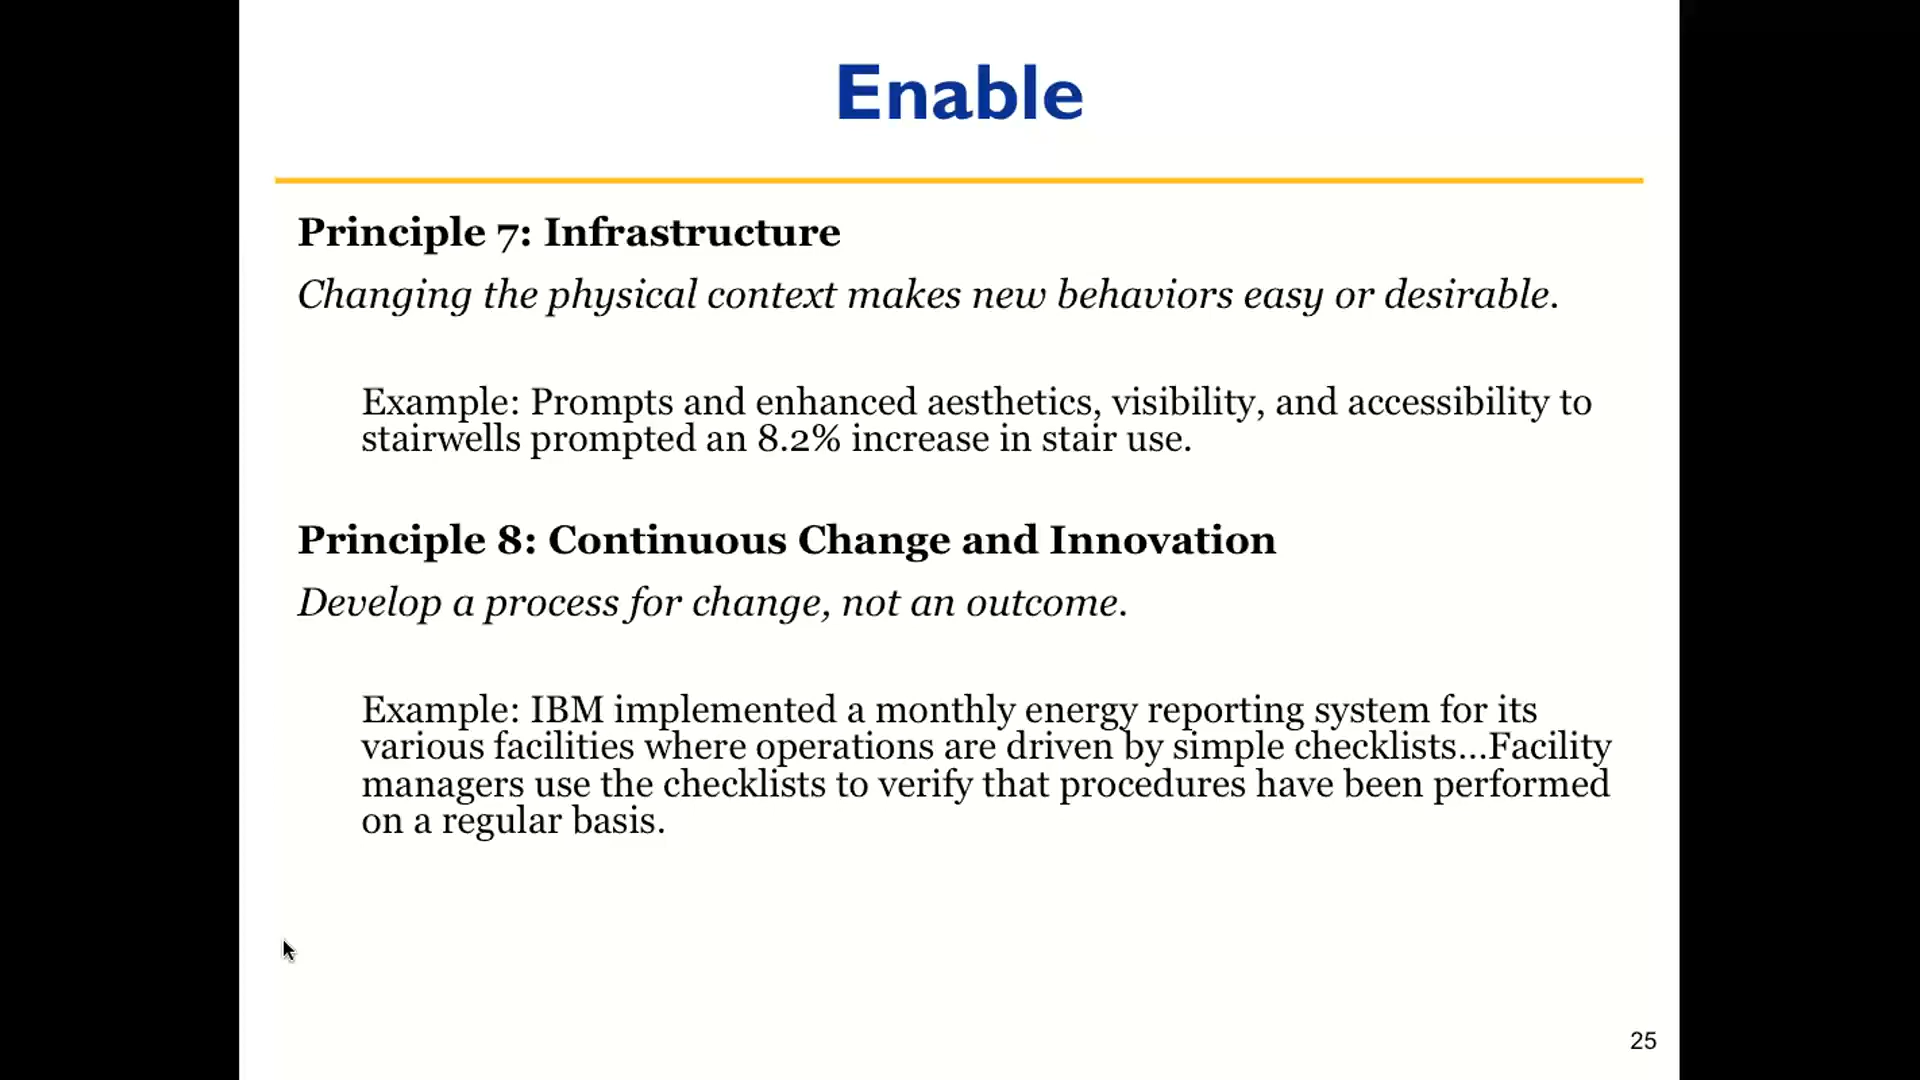 Enable
Principle 7: Infrastructure
Changing the physical context makes new behaviors easy or desirable.
Example: Prompts and enhanced aesthetics, visibility, and accessibility to
stairwells prompted an 8.2% increase in stair use.
Principle 8: Continuous Change and Innovation
Develop a process for change, not an outcome.
Example: IBM implemented a monthly energy reporting system for its
various facilities where operations are driven by simple checklists...Facility
managers use the checklists to verify that procedures have been performed
on a regular basis.
25